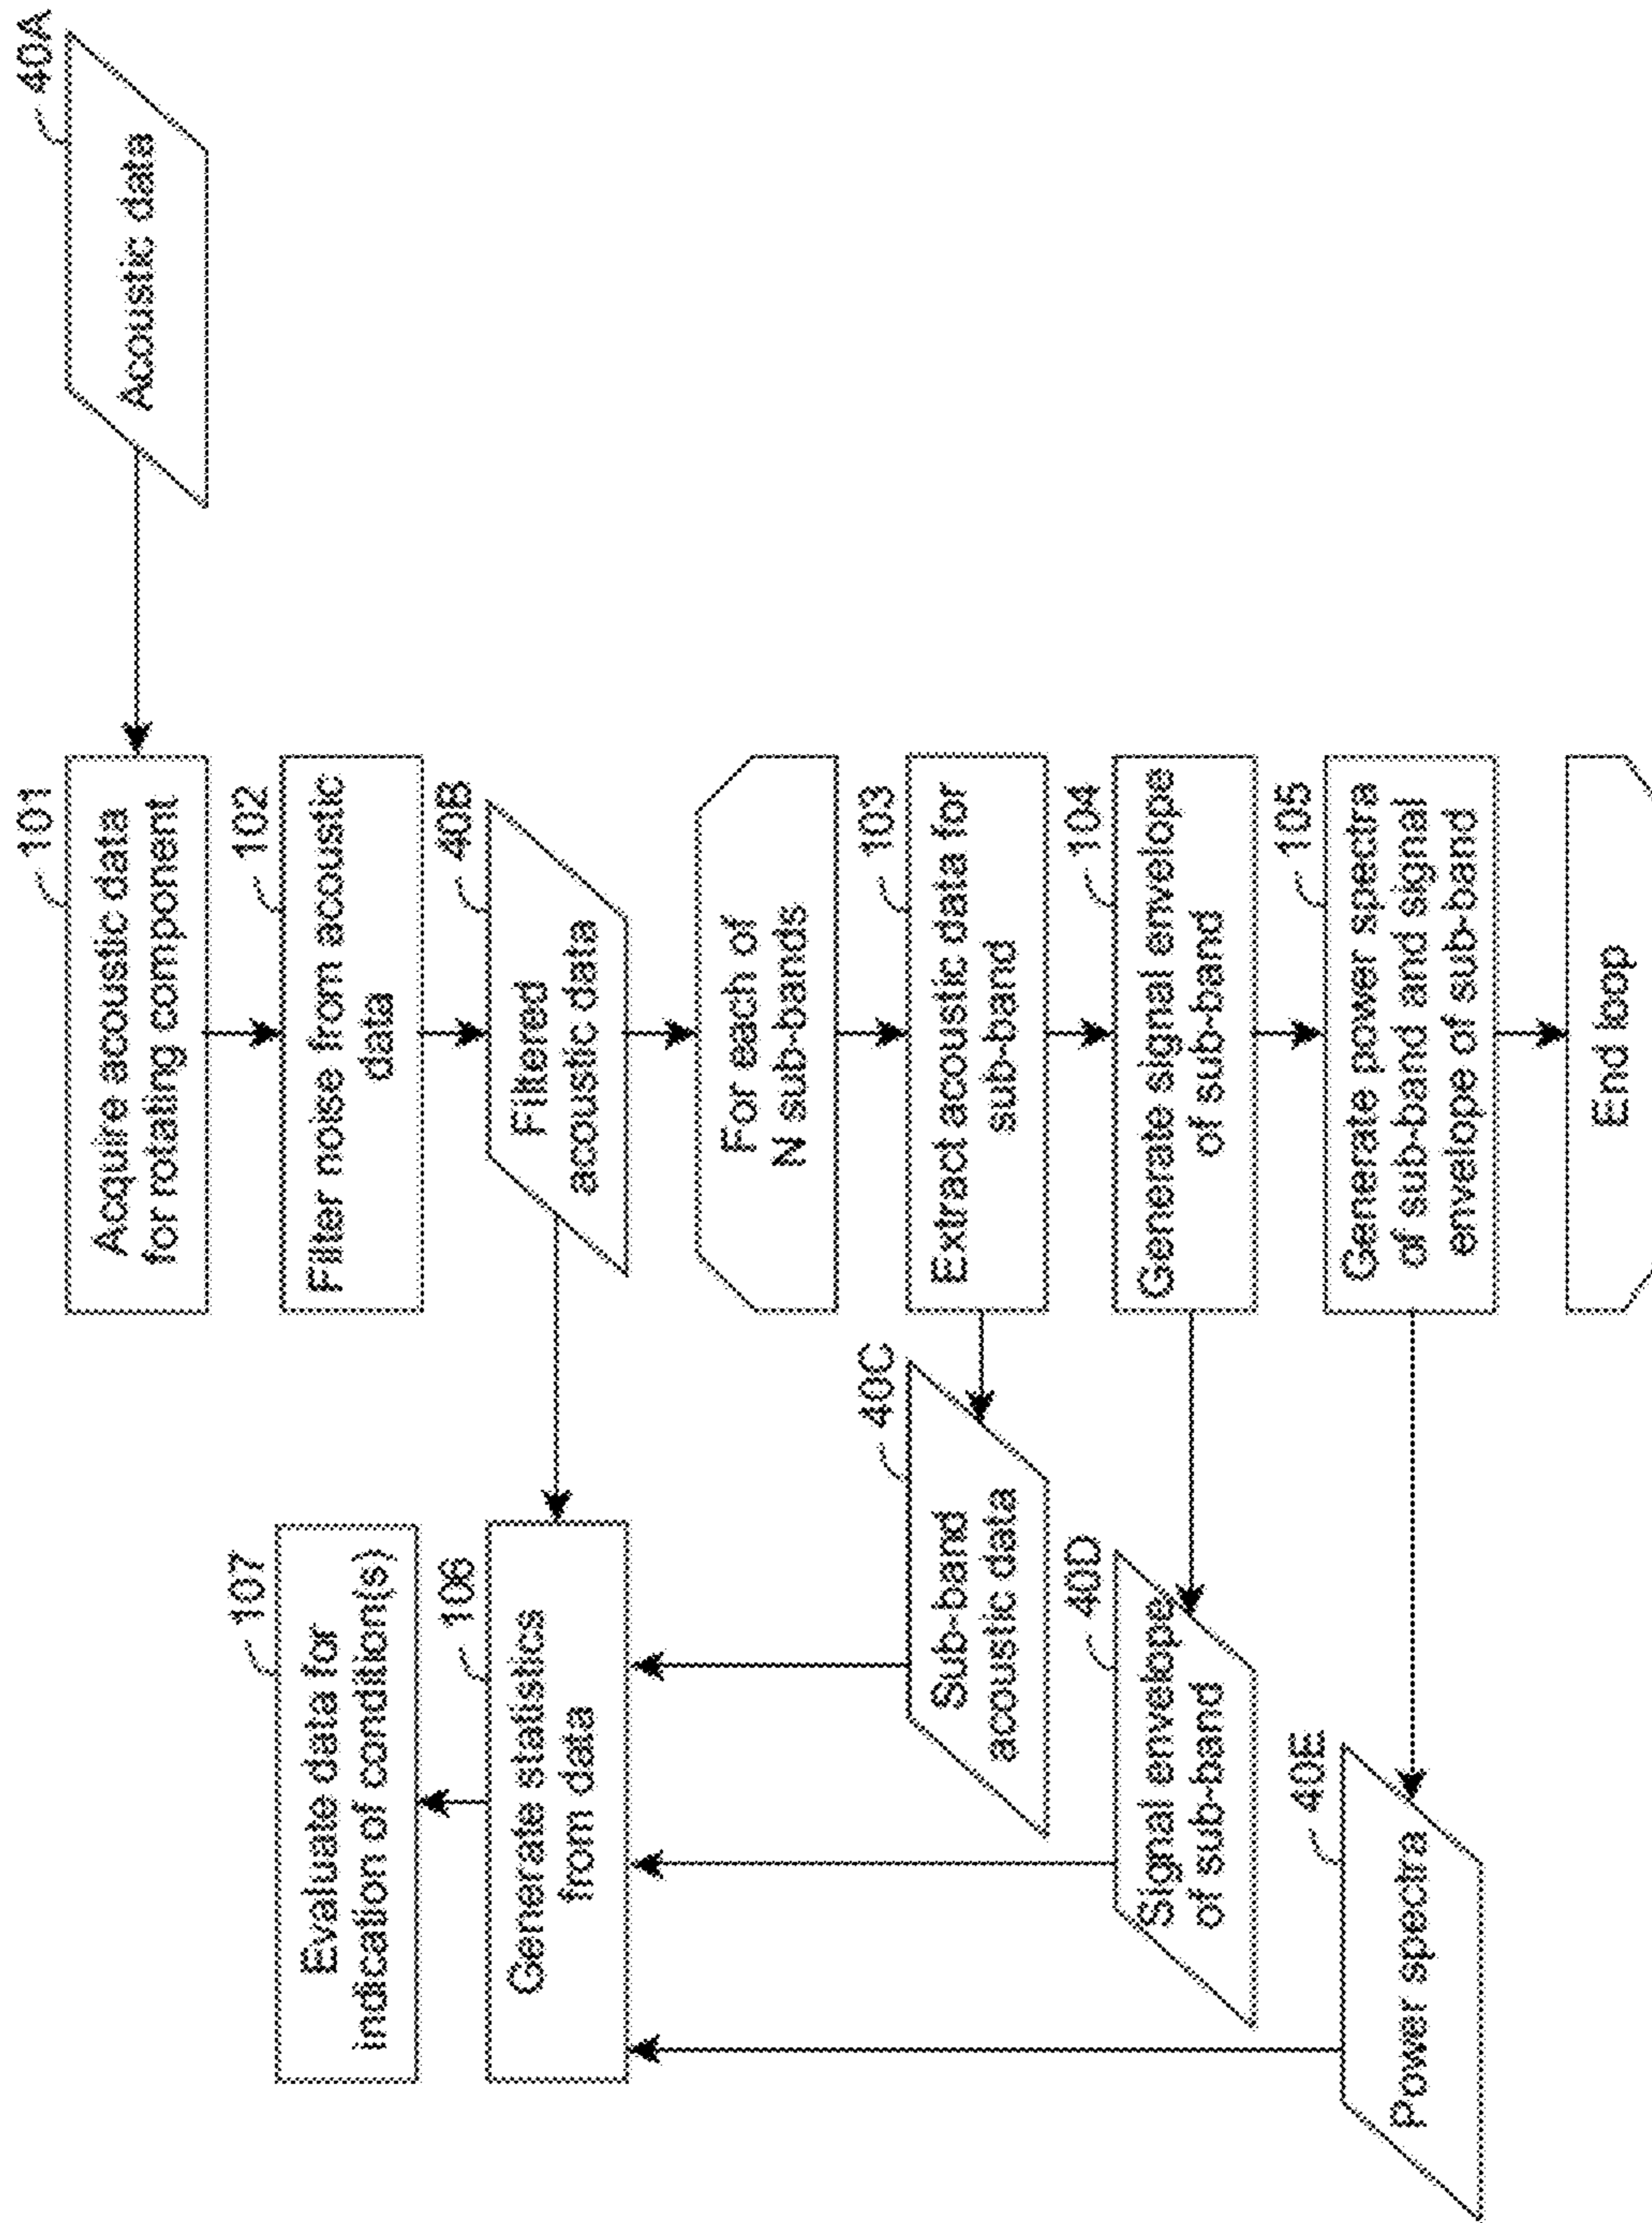 40A
Acoustic data
101
Acquire acoustic data
for rotating component
102
Filter noise from acoustic
data
40B
Filtered
acoustic data
For each of
N sub-bands
103
Extract acoustic data for
sub-band
104
Generate signal envelope
of sub-band
105
Generate power spectra
of sub-band and signal
envelope of sub-band
End loop
107
Evaluate data for
indication of condition(s)
106
Generate statistics
from data
40C
Sub-band
acoustic data
40D
Signal envelope
of sub-band
40E
Power spectra